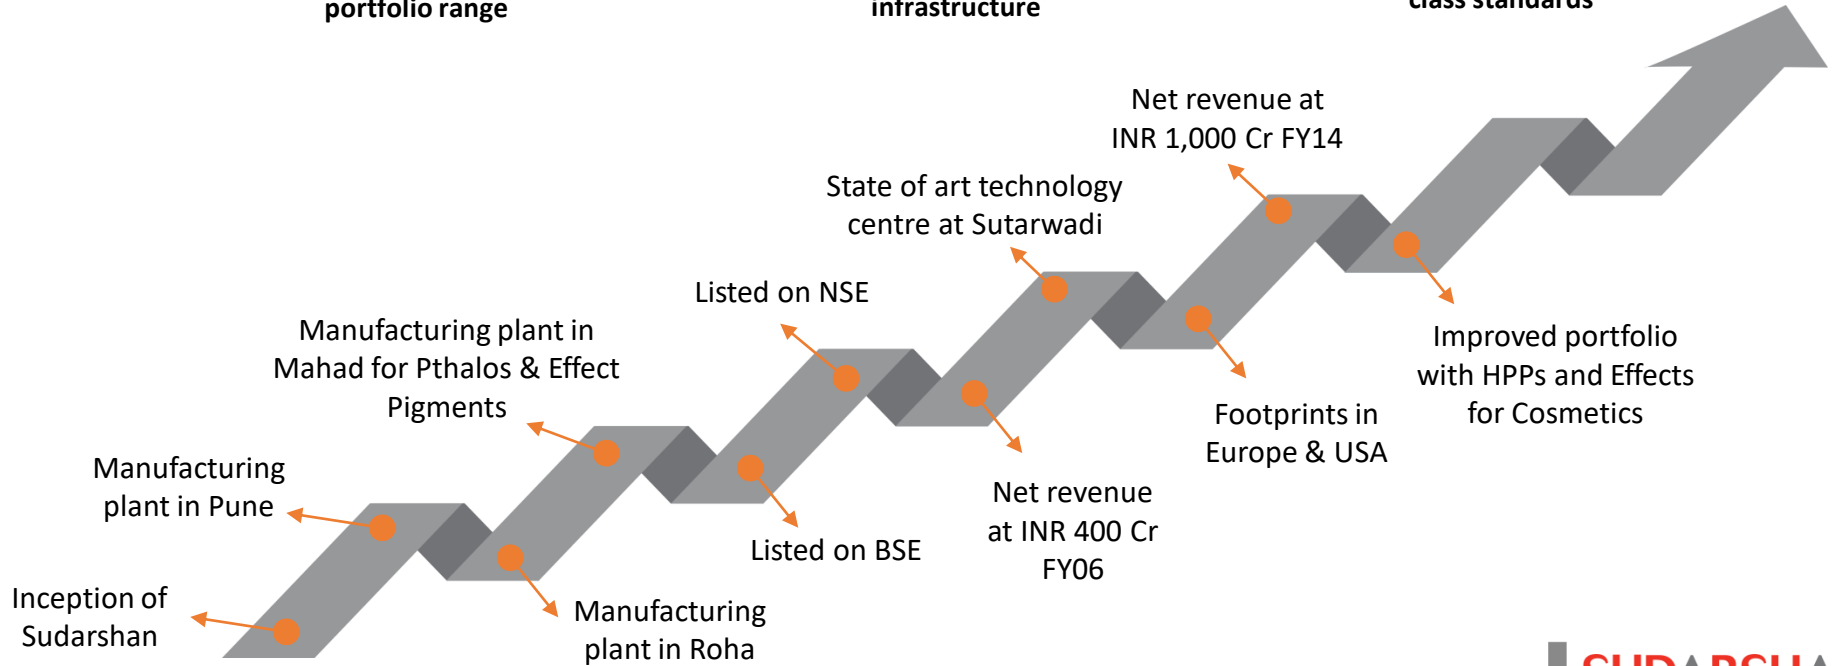 portfolio range
infrastructure
class standards
Net revenue at
INR 1,000 Cr FY14
State of art technology
centre at Sutarwadi
Listed on NSE
Manufacturing plant in
Mahad for Pthalos & Effect
Pigments
Improved portfolio
with HPPs and Effects
for Cosmetics
Footprints in
Europe & USA
Manufacturing
plant in Pune
Net revenue
at INR 400 Cr
FY06
Listed on BSE
Inception of
Sudarshan
Manufacturing
plant in Roha
SUDARSHA